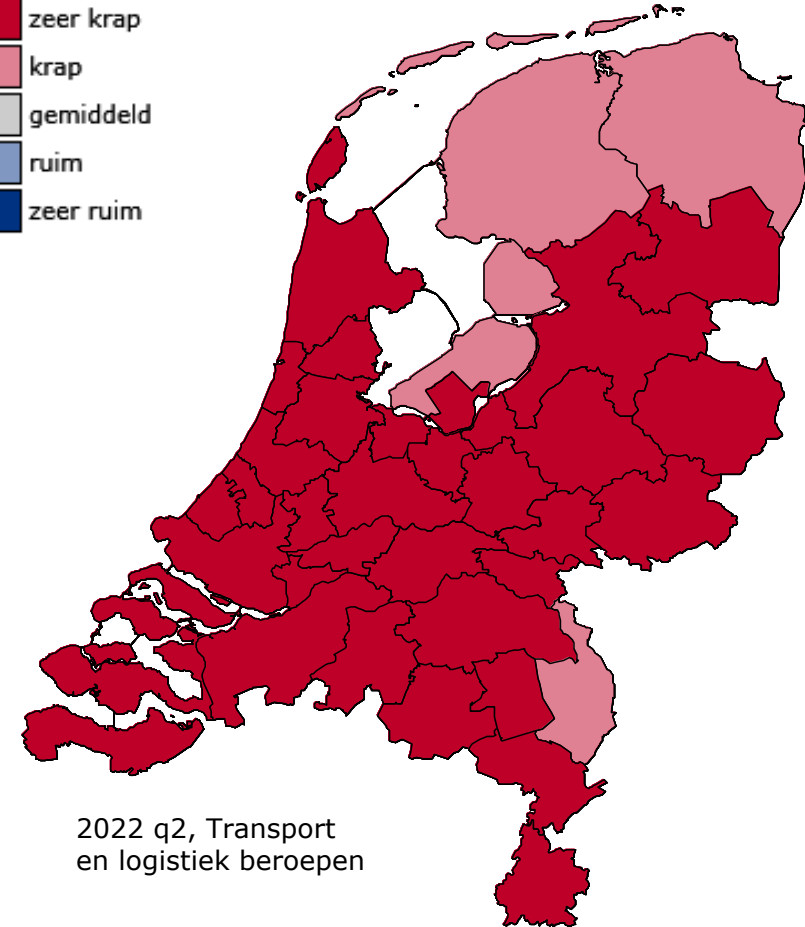 zeer krap
krap
gemiddeld
ruim
zeer ruim
2022 q2, Transport
en logistiek beroepen